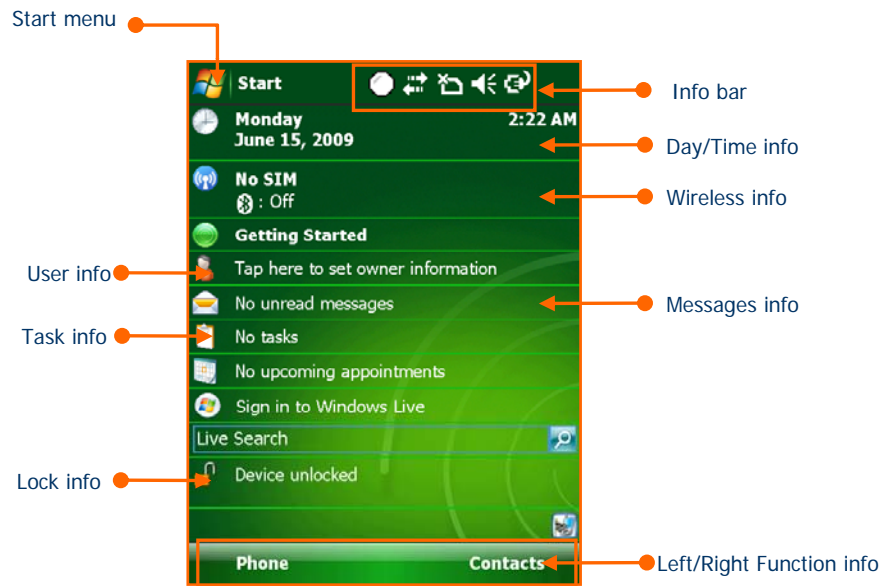 Start menu
Start
Info bar
Monday 2:22 AM
June 15, 2009
Day/Time info
No SIM
: Off
Wireless info
Getting Started
User info
Tap here to set owner information
No unread messages
Messages info
Task info
No tasks
No upcoming appointments
Sign in to Windows Live
Live Search
Lock info
Device unlocked
Phone Contacts
Left/Right Function info